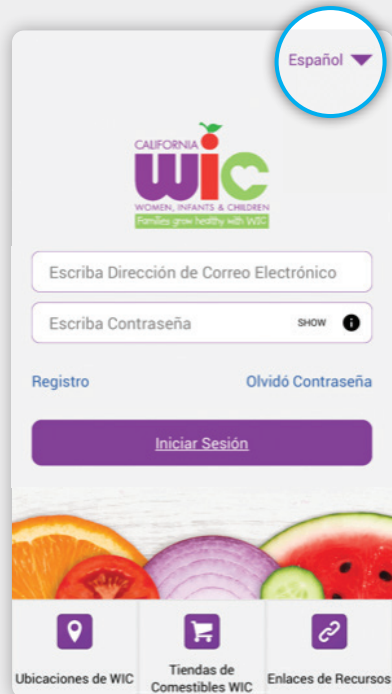 Español
CALIFORNIA
WIC
WOMEN, INFANTS & CHILDREN
Families grow healthy with WIC
Escriba Dirección de Correo Electrónico
Escriba Contraseña SHOW i
Registro Olvidó Contraseña
Iniciar Sesión
Ubicaciones de WIC
Tiendas de
Comestibles WIC
Enlaces de Recursos